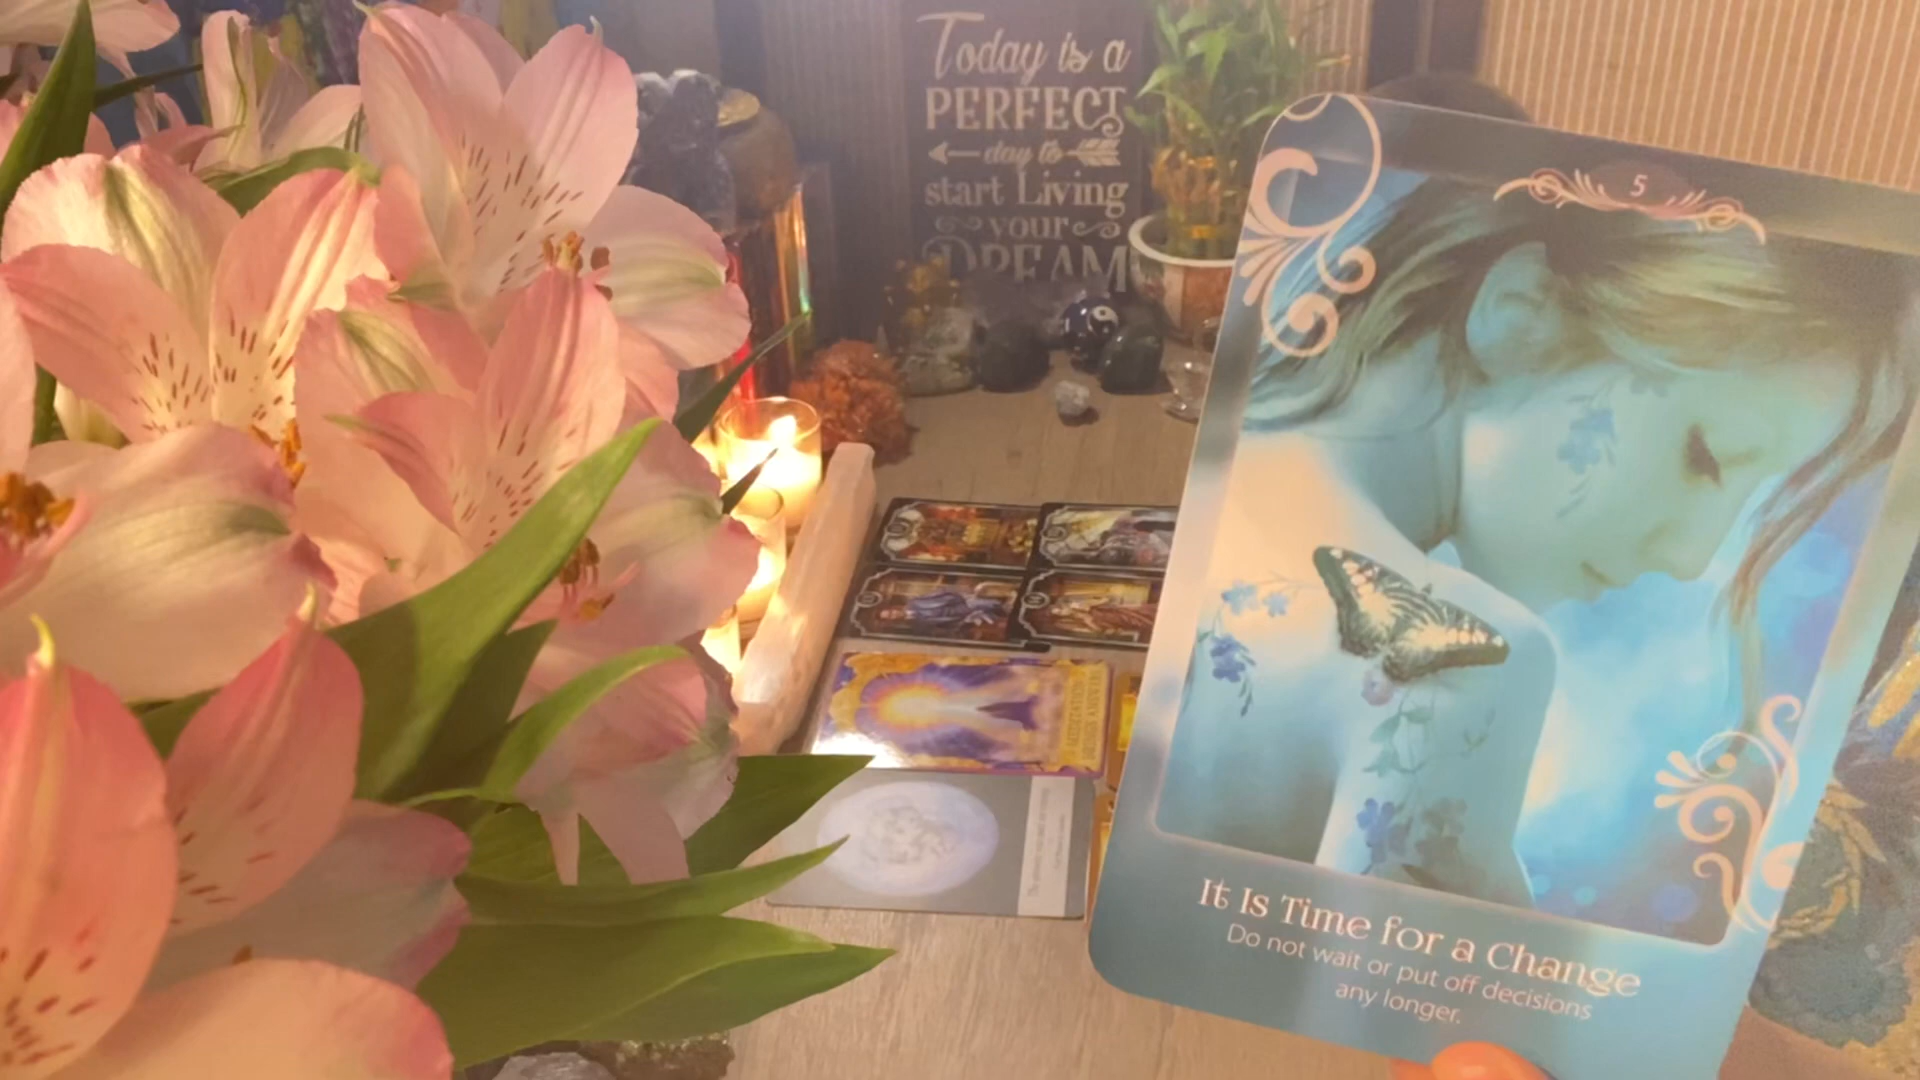 Today is a
PERFECT
day to
start Living
your
DREAM
5
It Is Time for a Change
Do not wait or put off decisions
any longer.